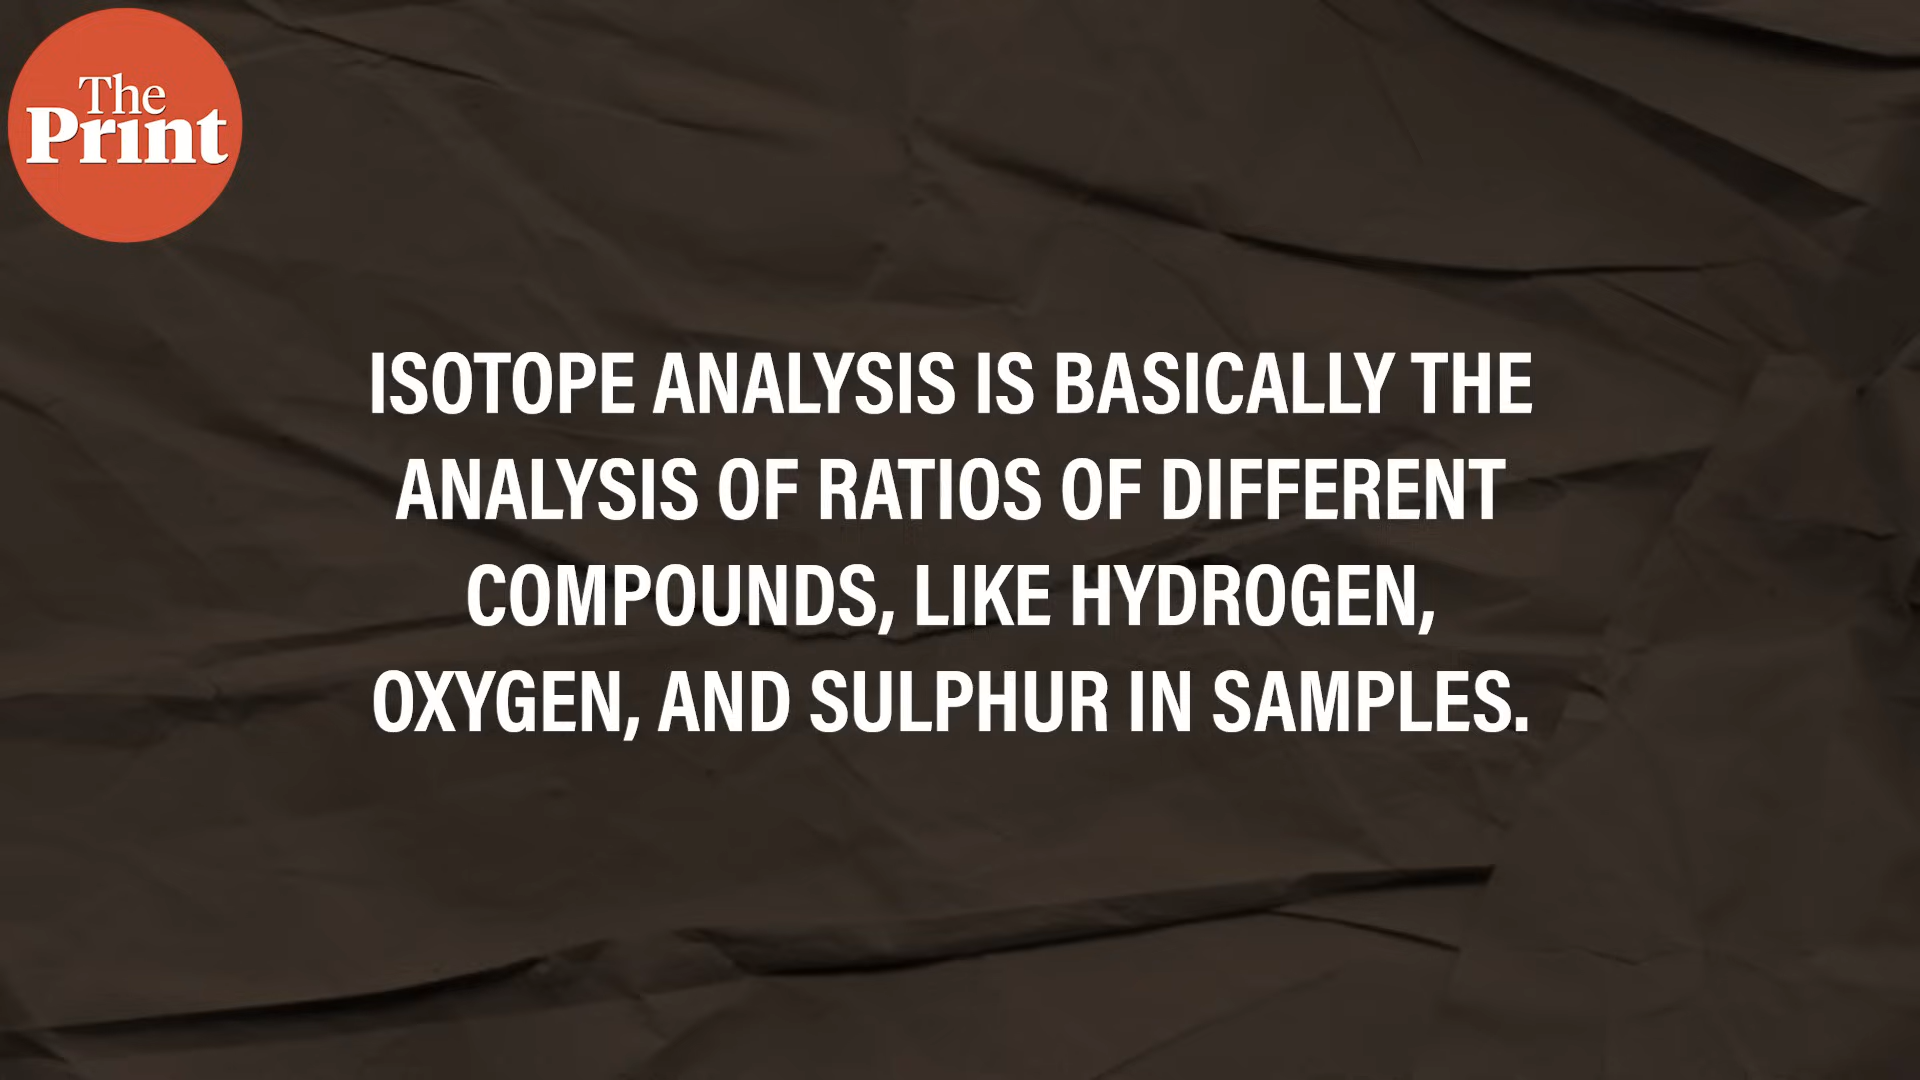 The
Print
ISOTOPE ANALYSIS IS BASICALLY THE
ANALYSIS OF RATIOS OF DIFFERENT
COMPOUNDS, LIKE HYDROGEN,
OXYGEN, AND SULPHUR IN SAMPLES.